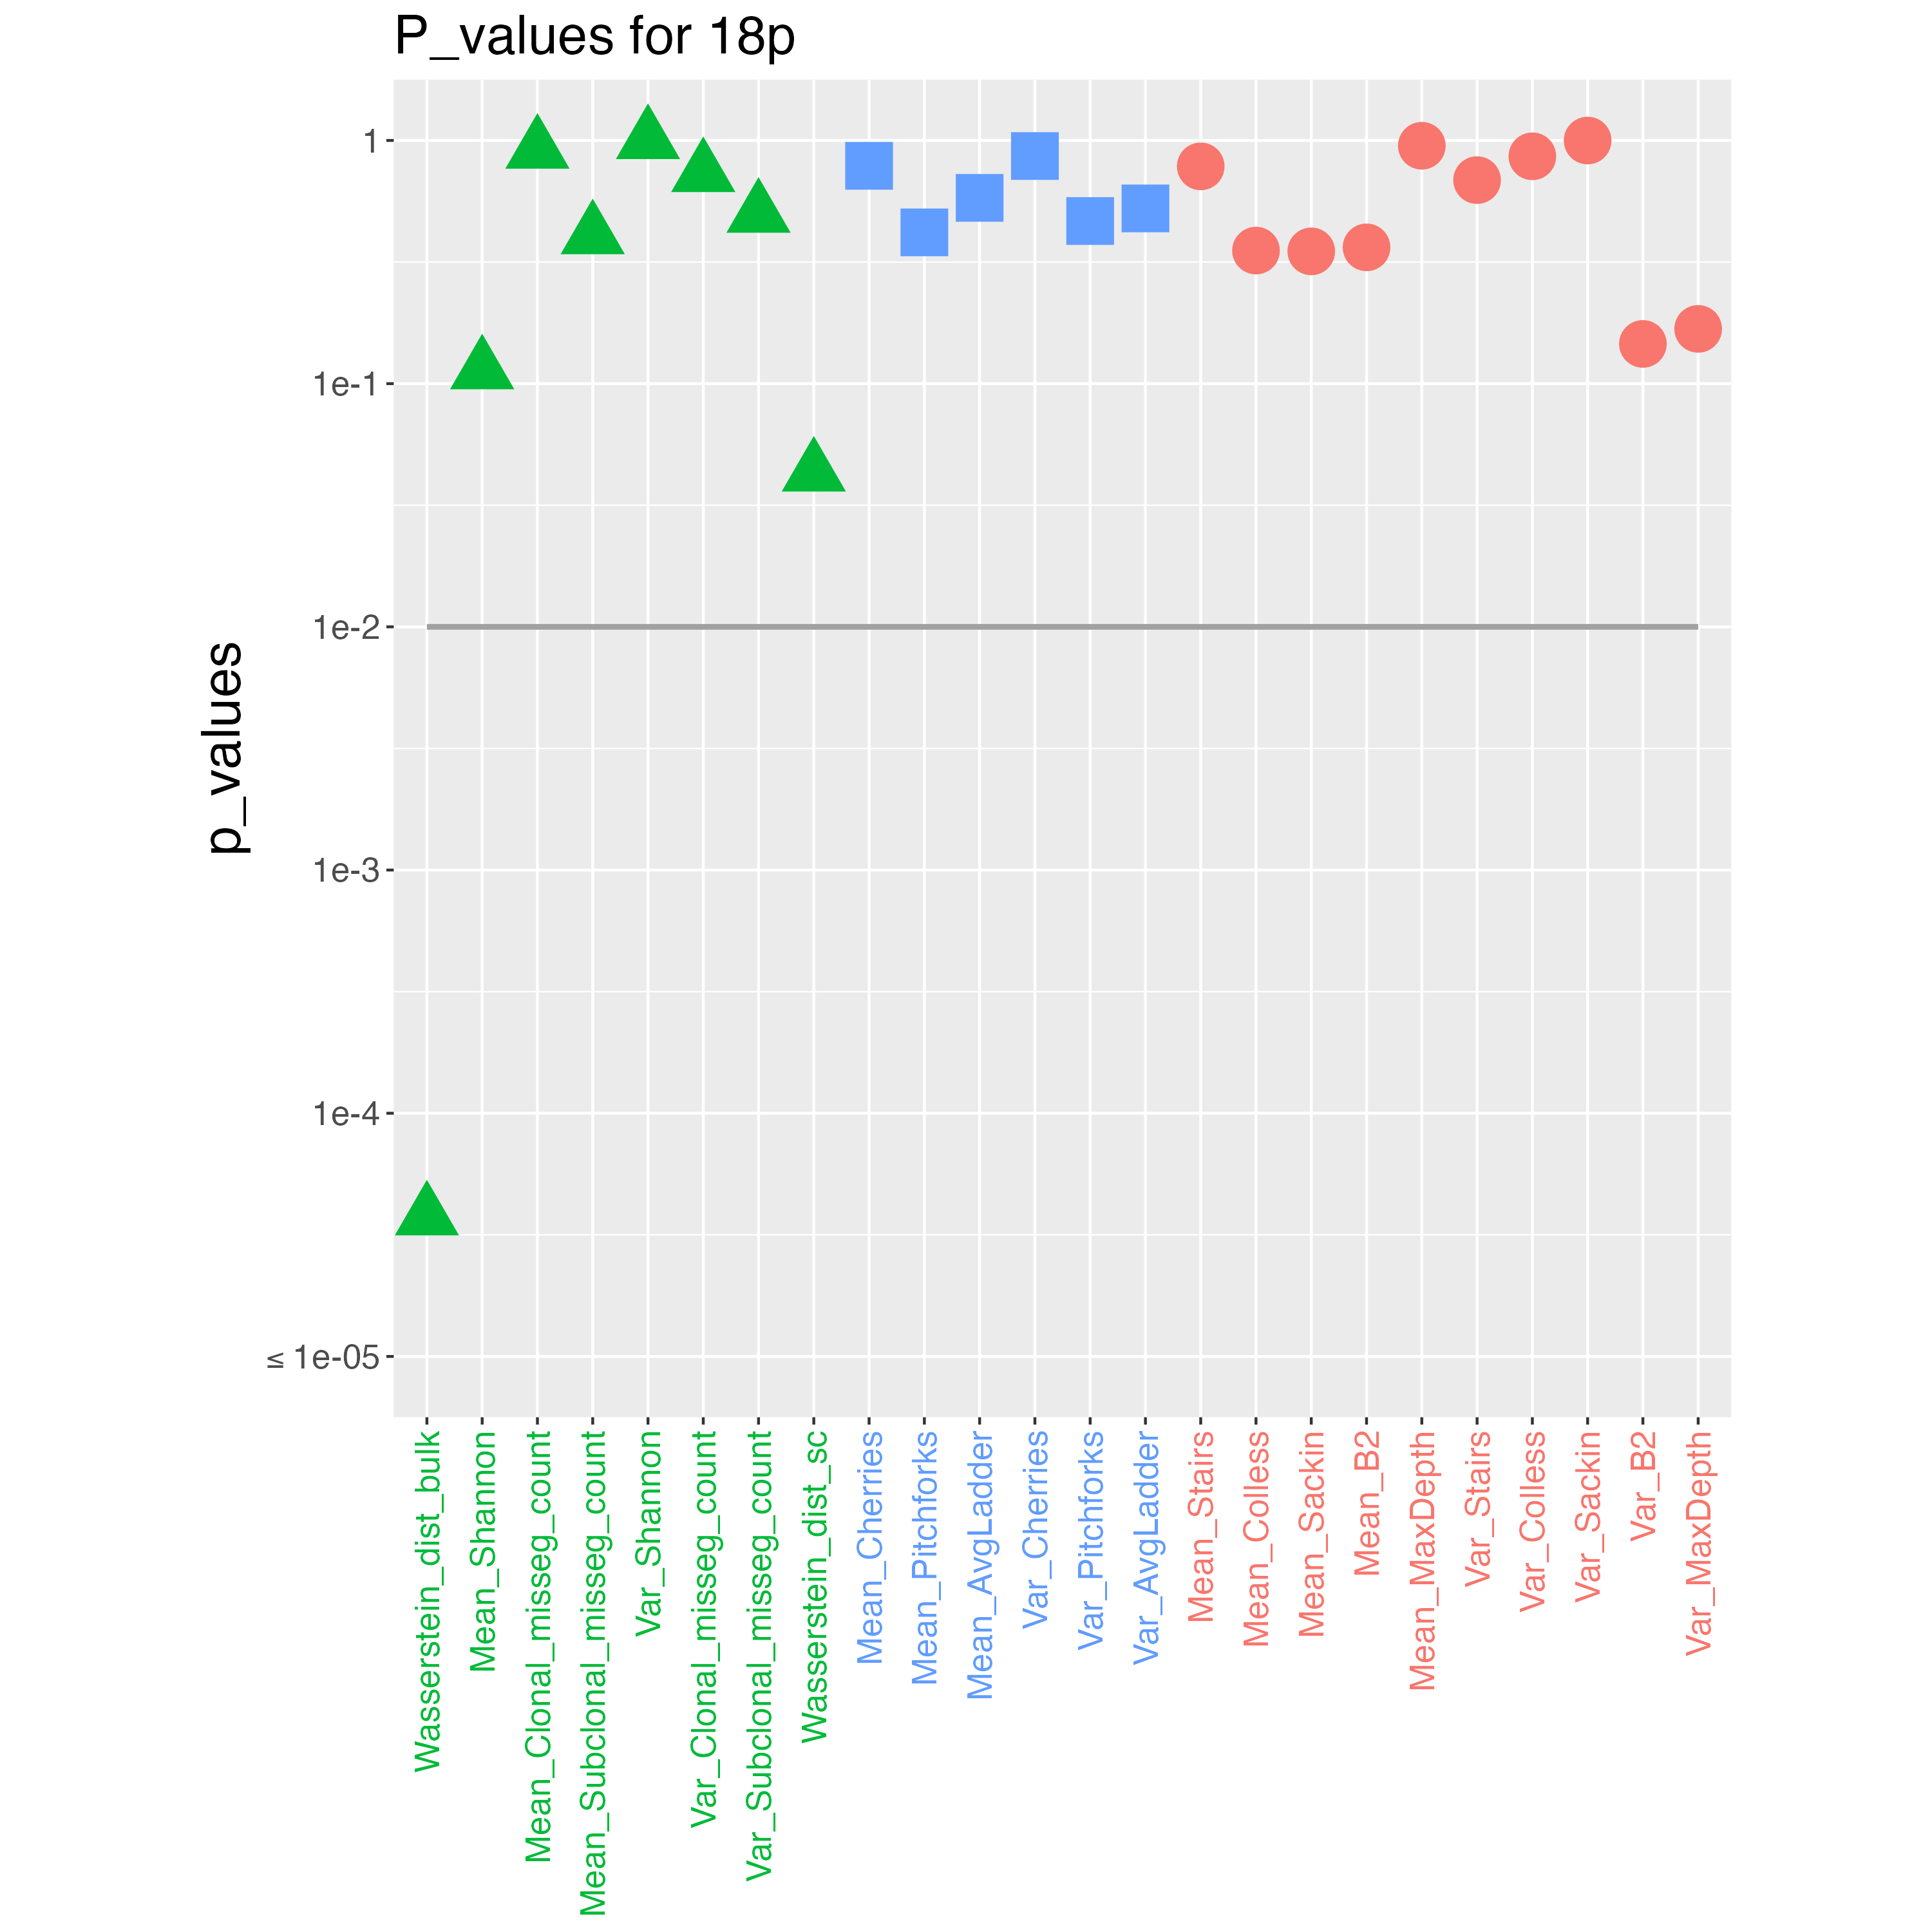 P_values for 18p
p_values
1
1e-1
1e-2
1e-3
1e-4
≤ 1e-05
Wasserstein_dist_bulk
Mean_Shannon
Mean_Clonal_misseg_count
Mean_Subclonal_misseg_count
Var_Shannon
Var_Clonal_misseg_count
Var_Subclonal_misseg_count
Wasserstein_dist_sc
Mean_Cherries
Mean_Pitchforks
Mean_AvgLadder
Var_Cherries
Var_Pitchforks
Var_AvgLadder
Mean_Stairs
Mean_Colless
Mean_Sackin
Mean_B2
Mean_MaxDepth
Var_Stairs
Var_Colless
Var_Sackin
Var_B2
Var_MaxDepth